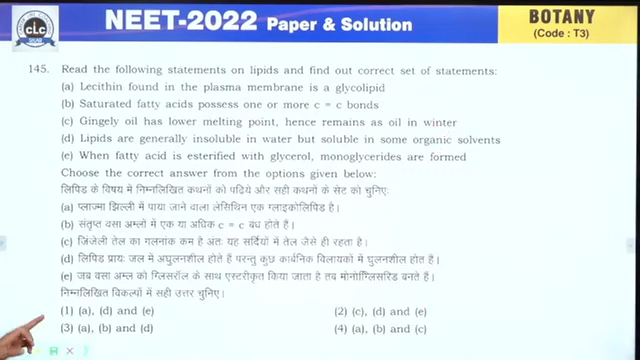 CLC
SIKAR
NEET-2022 Paper & Solution
BOTANY
(Code : T3)
145. Read the following statements on lipids and find out correct set of statements:
(a) Lecithin found in the plasma membrane is a glycolipid
(b) Saturated fatty acids possess one or more c = c bonds
(c) Gingely oil has lower melting point, hence remains as oil in winter
(d) Lipids are generally insoluble in water but soluble in some organic solvents
(e) When fatty acid is esterified with glycerol, monoglycerides are formed
Choose the correct answer from the options given below:
लिपिड के विषय में निम्नलिखित कथनों को पढ़िये और सही कथनों के सेट को चुनिएः
(a) प्लाज्मा झिल्ली में पाया जाने वाला लेसिथिन एक ग्लाइकोलिपिड है।
(b) संतृप्त वसा अम्लों में एक या अधिक c = c बंध होते हैं।
(c) जिंजेली तेल का गलनांक कम है अतः यह सर्दियों में तेल जैसे ही रहता है।
(d) लिपिड प्रायः जल में अघुलनशील होते हैं परन्तु कुछ कार्बनिक विलायकों में घुलनशील होते हैं।
(e) जब वसा अम्ल को ग्लिसरॉल के साथ एस्टरीकृत किया जाता है तब मोनोग्लिसरिड बनते हैं।
निम्नलिखित विकल्पों में सही उत्तर चुनिए।
(1) (a), (d) and (e) (2) (c), (d) and (e)
(3) (a), (b) and (d) (4) (a), (b) and (c)